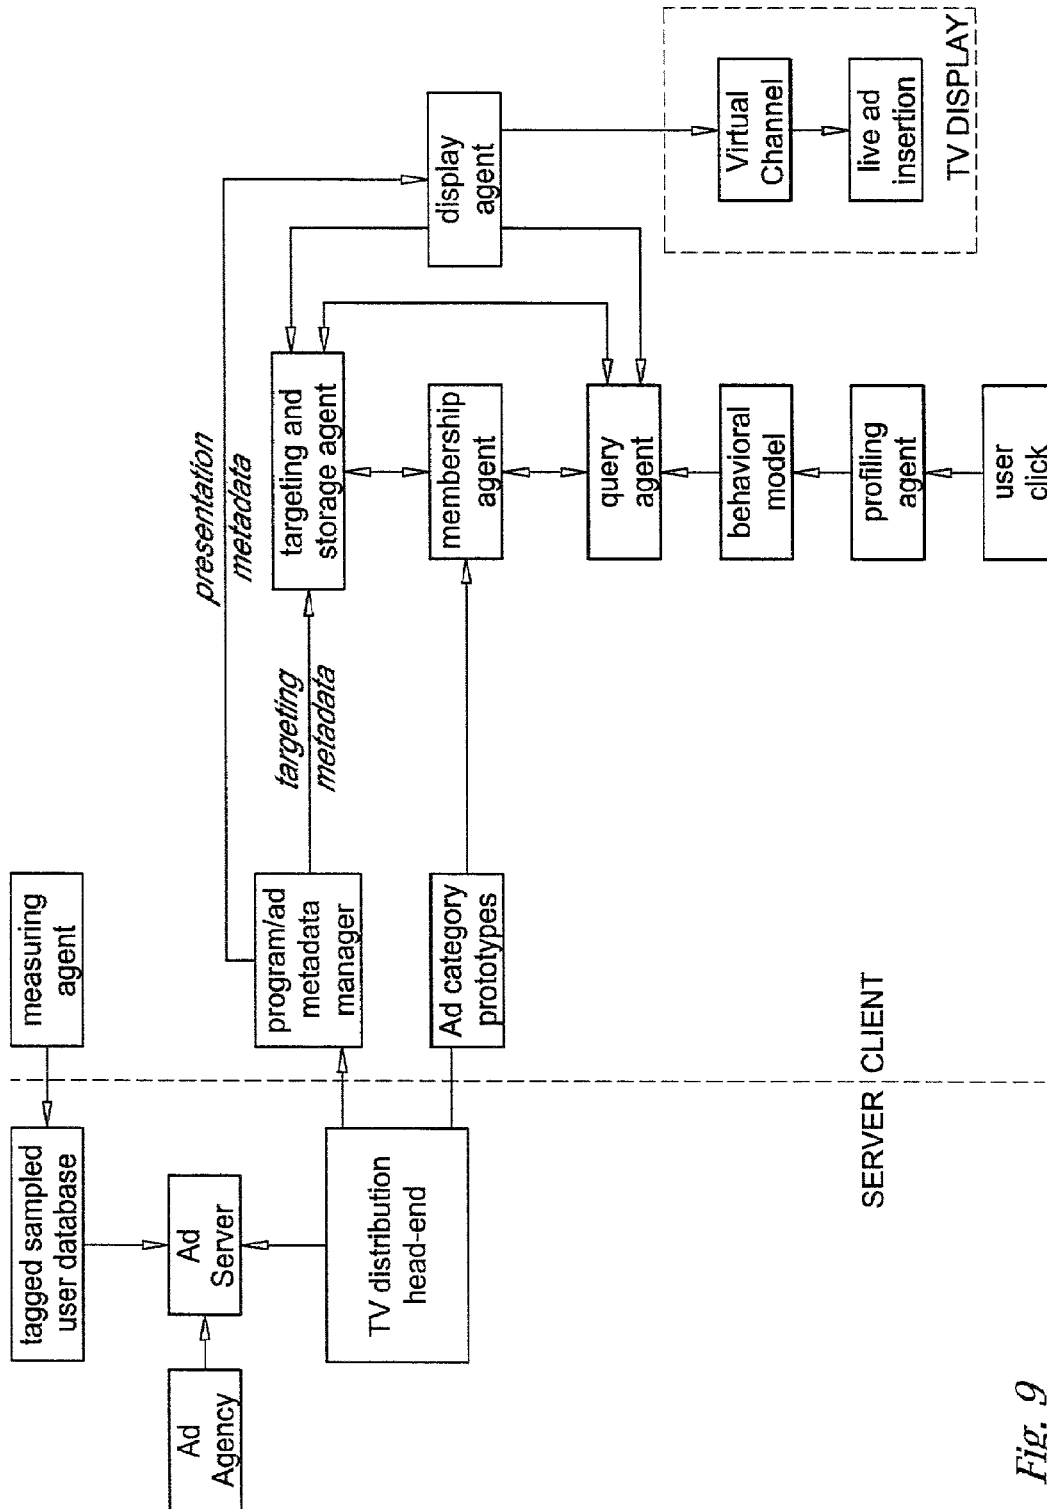 tagged sampled
user database
measuring
agent
Ad
Agency
Ad
Server
TV distribution
head-end
program/ad
metadata
manager
Ad category
prototypes
presentation
metadata
targeting
metadata
targeting and
storage agent
membership
agent
query
agent
behavioral
model
profiling
agent
user
click
display
agent
Virtual
Channel
live ad
insertion
TV DISPLAY
SERVER
CLIENT
Fig. 9